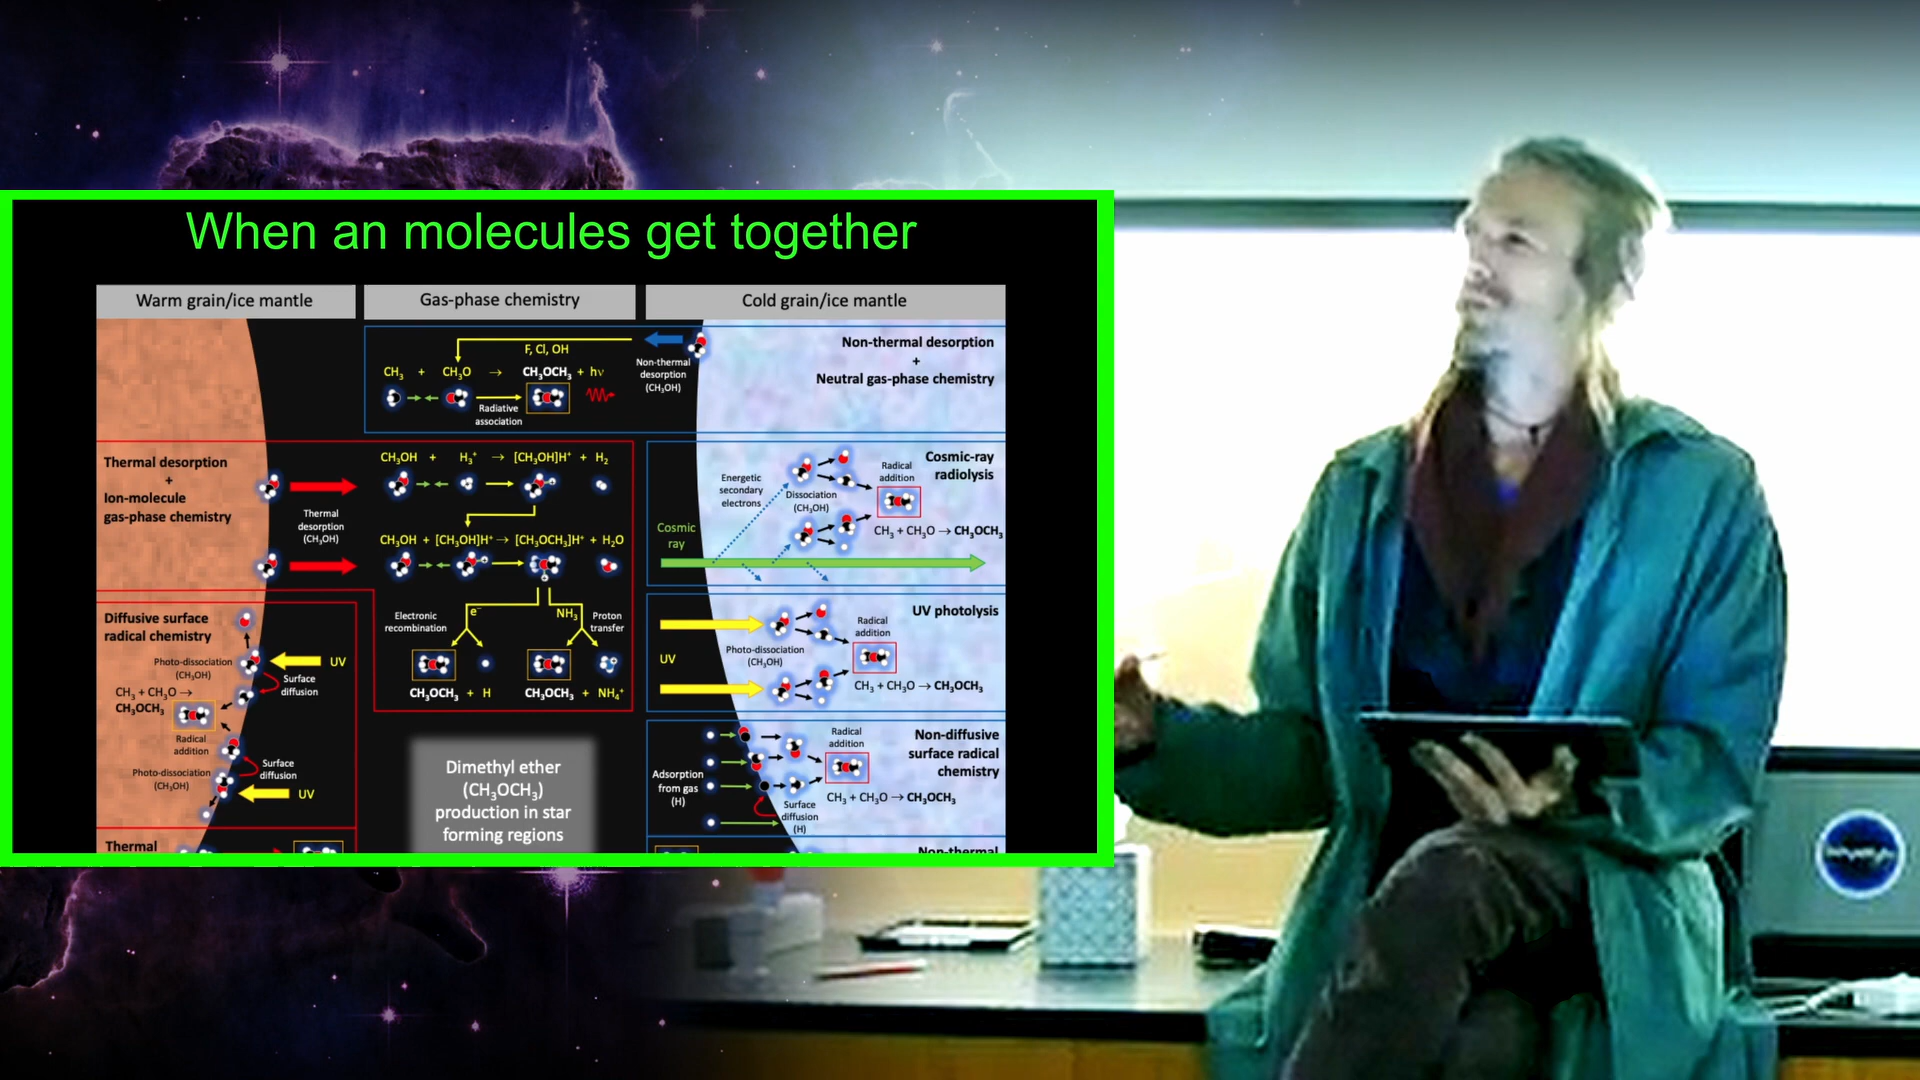 When an molecules get together
Warm grain/ice mantle
Gas-phase chemistry
Cold grain/ice mantle
F, Cl, OH
CH₃ + CH₃O → CH₃OCH₃ + hν
Radiative
association
Non-thermal
desorption
(CH₃OH)
Non-thermal desorption
+
Neutral gas-phase chemistry
Thermal desorption
+
Ion-molecule
gas-phase chemistry
Thermal
desorption
(CH₃OH)
CH₃OH + H₃⁺ → [CH₃OH]H⁺ + H₂
CH₃OH + [CH₃OH]H⁺ → [CH₃OCH₃]H⁺ + H₂O
Electronic
recombination
e⁻
NH₃
Proton
transfer
CH₃OCH₃ + H
CH₃OCH₃ + NH₄⁺
Cosmic-ray
radiolysis
Energetic
secondary
electrons
Dissociation
(CH₃OH)
Radical
addition
CH₃ + CH₃O → CH₃OCH₃
Cosmic
ray
Diffusive surface
radical chemistry
Photo-dissociation
(CH₃OH)
UV
Surface
diffusion
CH₃ + CH₃O →
CH₃OCH₃
Radical
addition
Surface
diffusion
Photo-dissociation
(CH₃OH)
UV
UV photolysis
Radical
addition
UV
Photo-dissociation
(CH₃OH)
CH₃ + CH₃O → CH₃OCH₃
Dimethyl ether
(CH₃OCH₃)
production in star
forming regions
Non-diffusive
surface radical
chemistry
Radical
addition
Adsorption
from gas
(H)
CH₃ + CH₃O → CH₃OCH₃
Surface
diffusion
(H)
Thermal
Non-thermal